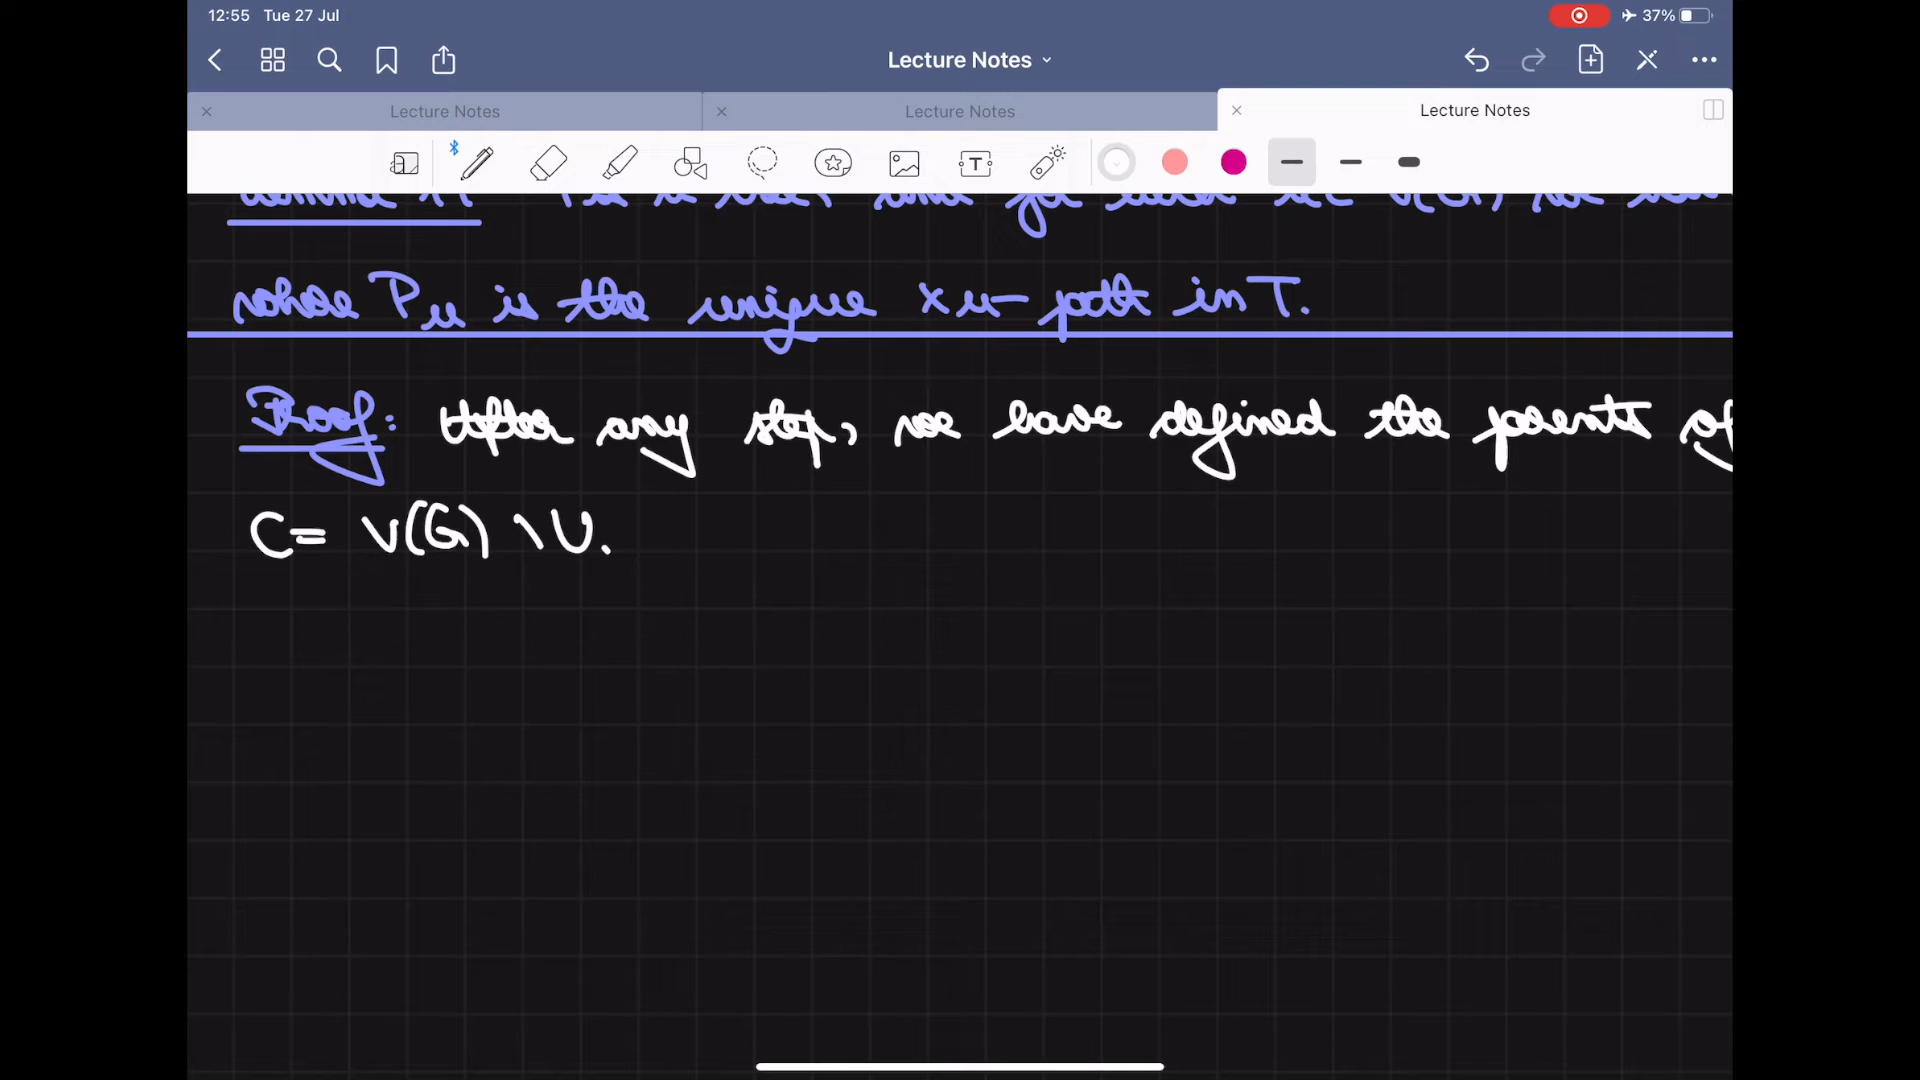 12:55 Tue 27 Jul
37%
Lecture Notes
Lecture Notes
Lecture Notes
Lecture Notes
where Pu is the unique xu-path in T.
Proof: After any step, we have defined the parents of
C = V(G) \ U.